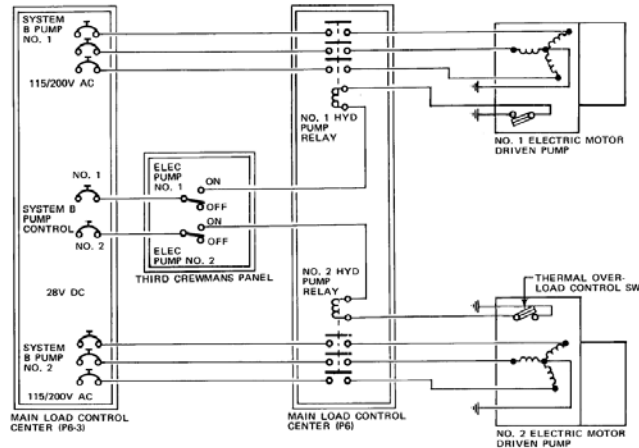 SYSTEM
B PUMP
NO. 1
115/200V AC
NO. 1
SYSTEM B
PUMP
CONTROL
NO. 2
28V DC
SYSTEM
B PUMP
NO. 2
115/200V AC
MAIN LOAD CONTROL
CENTER (P6-3)
ELEC
PUMP
NO. 1
ON
OFF
ON
OFF
ELEC
PUMP NO. 2
THIRD CREWMANS PANEL
NO. 1 HYD
PUMP
RELAY
NO. 2 HYD
PUMP
RELAY
MAIN LOAD CONTROL
CENTER (P6)
NO. 1 ELECTRIC MOTOR
DRIVEN PUMP
THERMAL OVER-
LOAD CONTROL SW
NO. 2 ELECTRIC MOTOR
DRIVEN PUMP